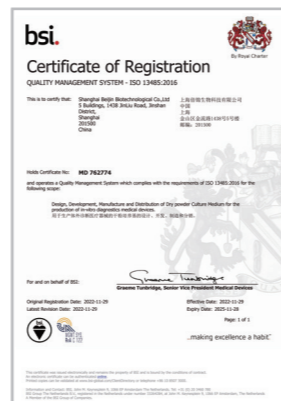 bsi.
By Royal Charter
Certificate of Registration
QUALITY MANAGEMENT SYSTEM - ISO 13485:2016
This is to certify that:
Shanghai Beijin Biotechnological Co.,Ltd
5 Buildings, 1438 JinLiu Road, Jinshan
District,
Shanghai
201500
China
中国
上海
Holds Certificate No:
MD 762774
and operates a Quality Management System which complies with the requirements of ISO 13485:2016 for the
following scope:
Design, Development, Manufacture and Distribution of Dry powder Culture Medium for the
production of in-vitro diagnostics medical devices.
For and on behalf of BSI:
Graeme Tunbridge, Senior Vice President Medical Devices
Original Registration Date: 2022-11-29
Effective Date: 2022-11-29
Latest Revision Date: 2022-11-29
Expiry Date: 2025-11-28
Page: 1 of 1
...making excellence a habit.